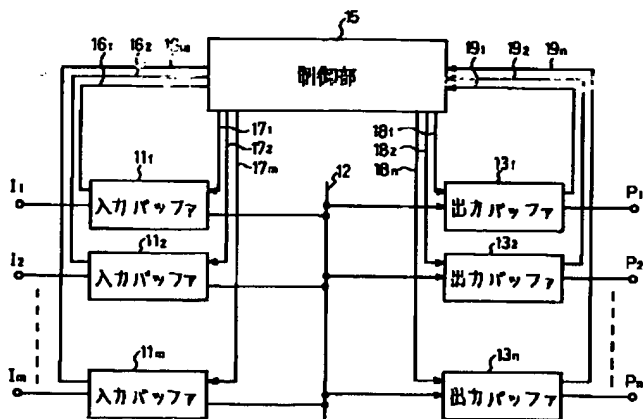 15
16₁ 16₂ 16m
19₁ 19₂ 19n
制御部
17₁
17₂
17m
18₁
18₂
18n
12
11₁
13₁
I₁ 入力バッファ
出力バッファ P₁
11₂
13₂
I₂ 入力バッファ
出力バッファ P₂
11m
13n
Im 入力バッファ
出力バッファ Pn